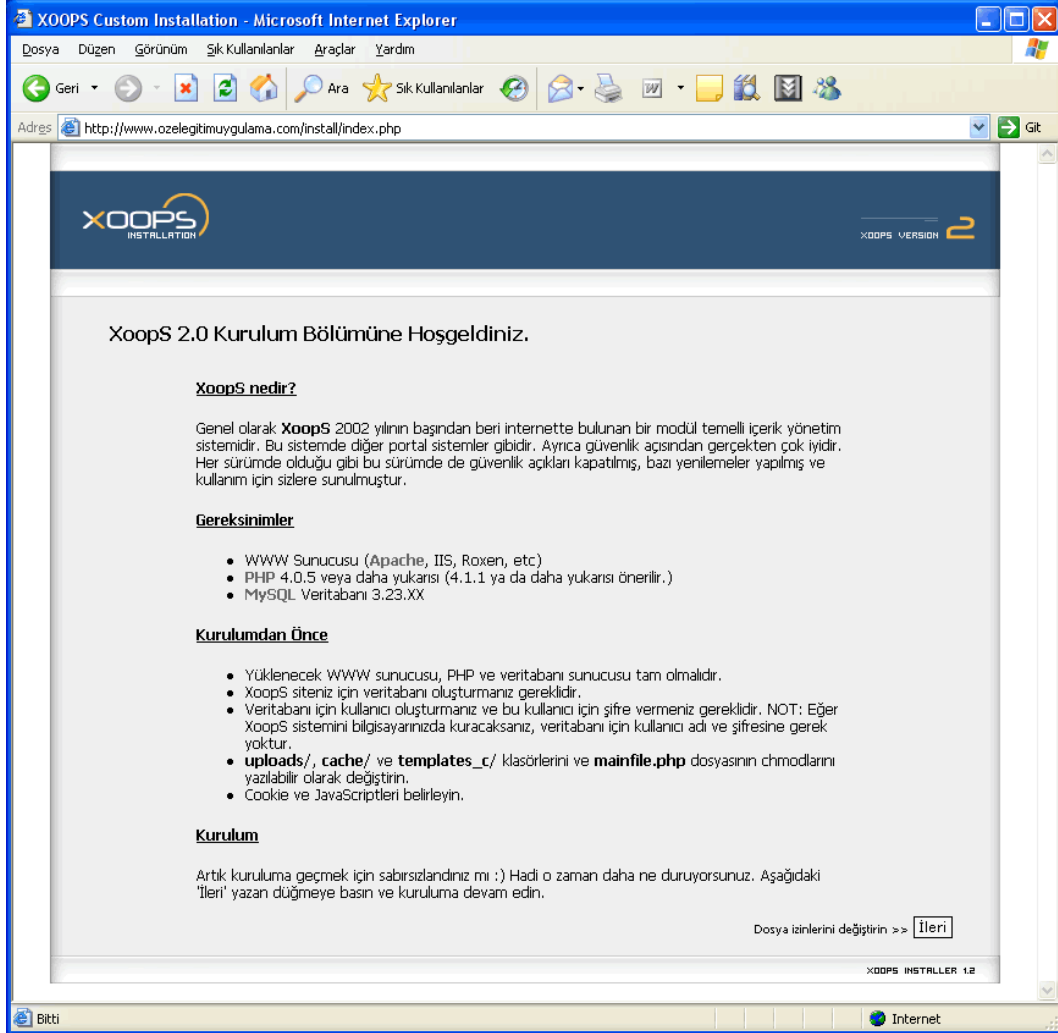 XOOPS Custom Installation - Microsoft Internet Explorer
Dosya Düzen Görünüm Sık Kullanılanlar Araçlar Yardım
Geri Ara Sık Kullanılanlar
Adres http://www.ozelegitimuygulama.com/install/index.php Git
XOOPS
INSTALLATION
XOOPS VERSION 2
XoopS 2.0 Kurulum Bölümüne Hoşgeldiniz.
XoopS nedir?
Genel olarak XoopS 2002 yılının başından beri internette bulunan bir modül temelli içerik yönetim
sistemidir. Bu sistemde diğer portal sistemler gibidir. Ayrıca güvenlik açısından gerçekten çok iyidir.
Her sürümde olduğu gibi bu sürümde de güvenlik açıkları kapatılmış, bazı yenilemeler yapılmış ve
kullanım için sizlere sunulmuştur.
Gereksinimler
• WWW Sunucusu (Apache, IIS, Roxen, etc)
• PHP 4.0.5 veya daha yukarısı (4.1.1 ya da daha yukarısı önerilir.)
• MySQL Veritabanı 3.23.XX
Kurulumdan Önce
• Yüklenecek WWW sunucusu, PHP ve veritabanı sunucusu tam olmalıdır.
• XoopS siteniz için veritabanı oluşturmanız gereklidir.
• Veritabanı için kullanıcı oluşturmanız ve bu kullanıcı için şifre vermeniz gereklidir. NOT: Eğer
XoopS sistemini bilgisayarınızda kuracaksanız, veritabanı için kullanıcı adı ve şifresine gerek
yoktur.
• uploads/, cache/ ve templates_c/ klasörlerini ve mainfile.php dosyasının chmodlarını
yazılabilir olarak değiştirin.
• Cookie ve JavaScriptleri belirleyin.
Kurulum
Artık kuruluma geçmek için sabırsızlandınız mı :) Hadi o zaman daha ne duruyorsunuz. Aşağıdaki
'İleri' yazan düğmeye basın ve kuruluma devam edin.
Dosya izinlerini değiştirin >> İleri
XOOPS INSTALLER 1.2
Bitti Internet